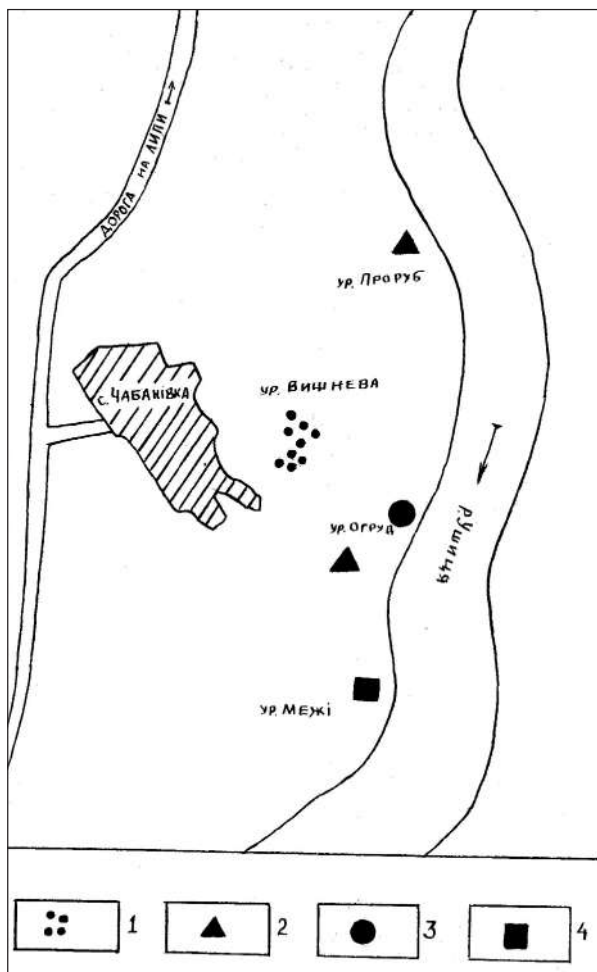 ДОРОГА НА ЛИПИ
ур. Проруб
с. Чабанівка
ур. Вишнева
ур. Огруд
р. Ушиця
ур. Межі
1
2
3
4